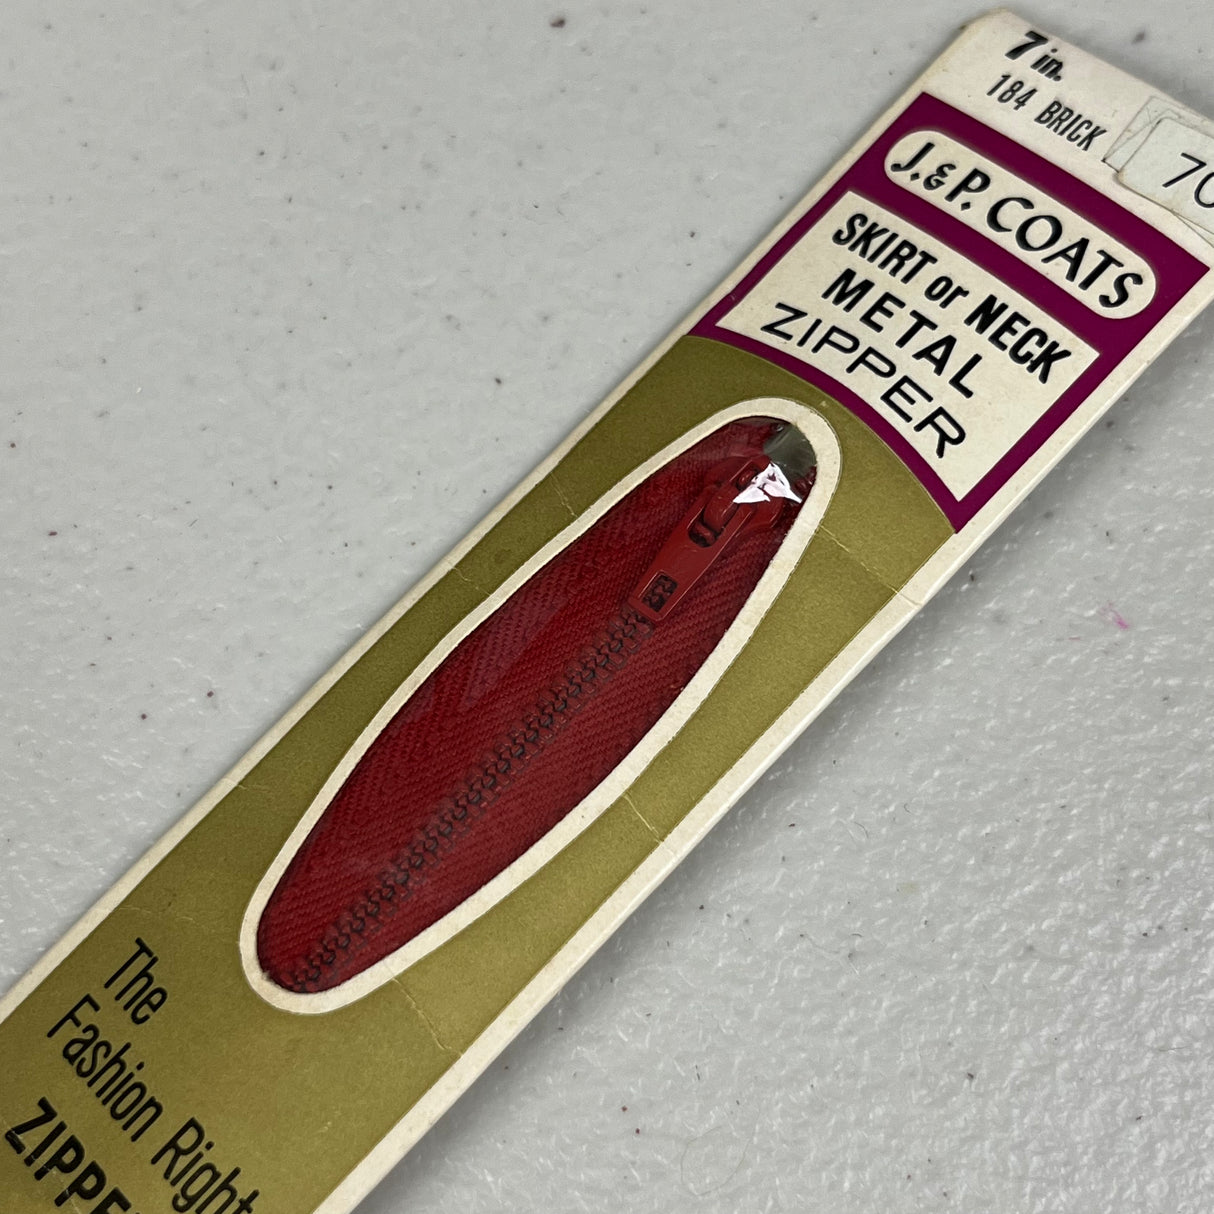 7 in.
184 BRICK
70
J. & P. COATS
SKIRT or NECK
METAL
ZIPPER
The
Fashion Right